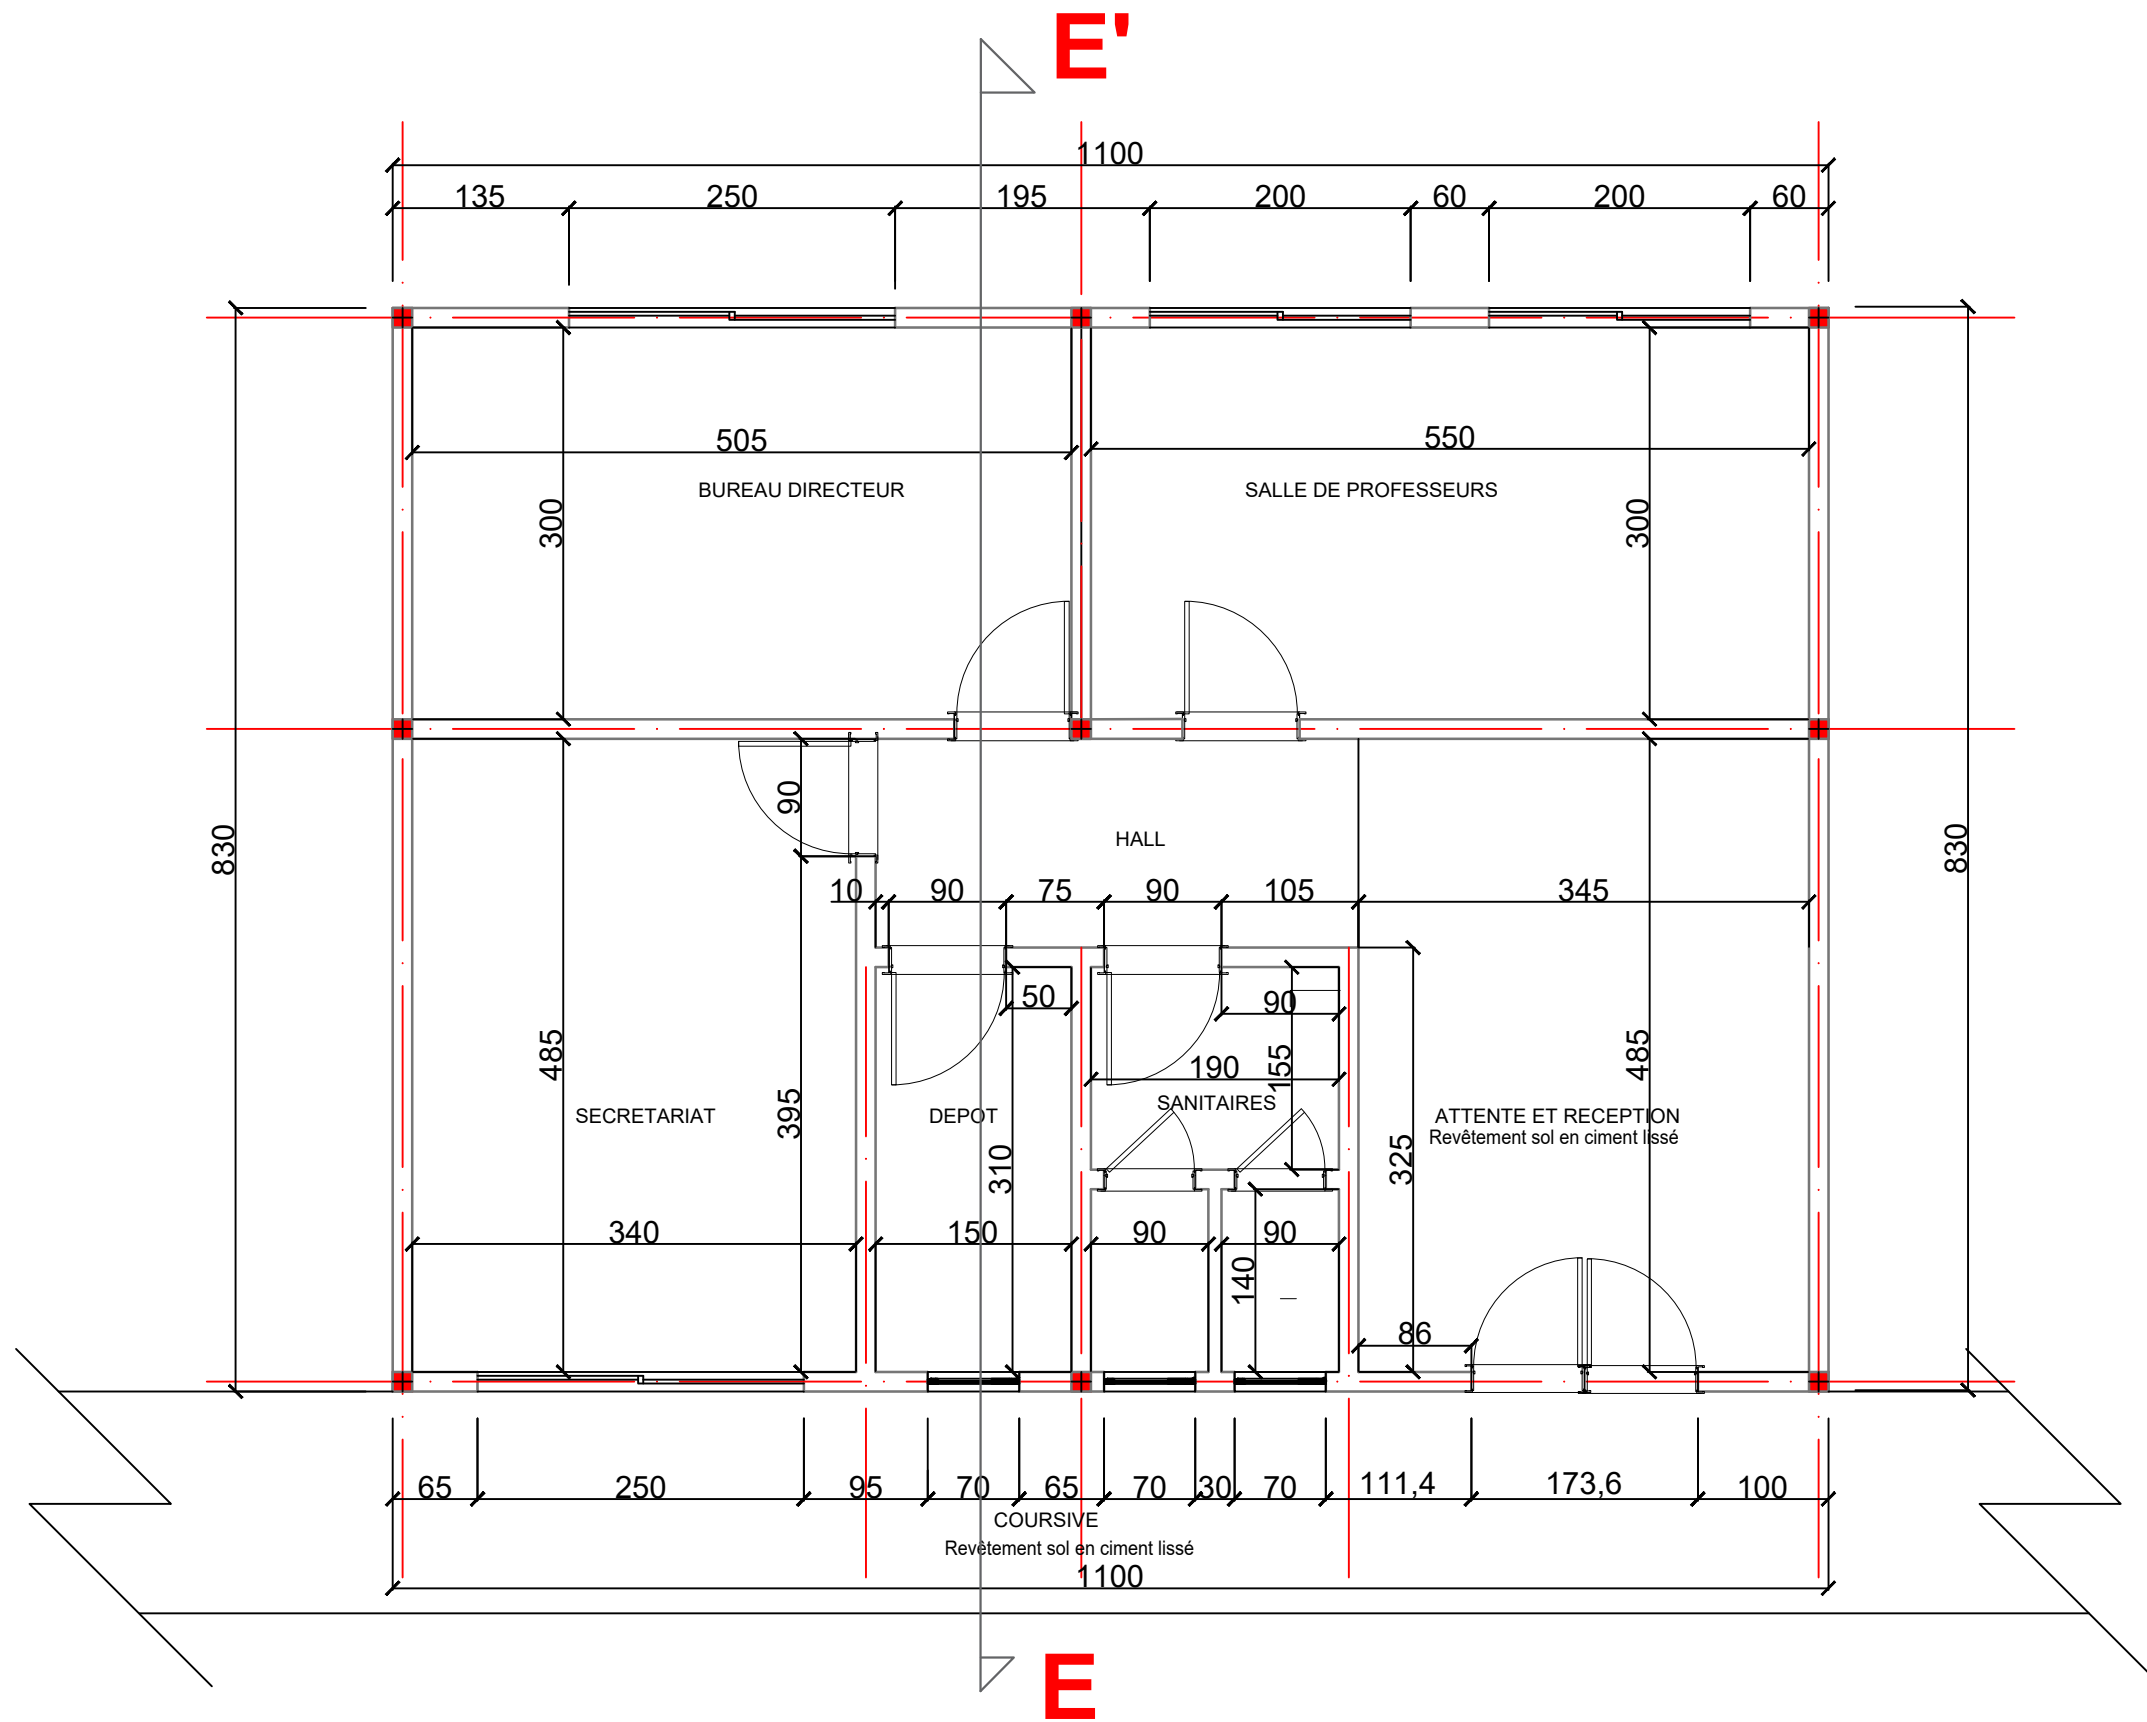 E'
1100
135 250 195 200 60 200 60
505 550
BUREAU DIRECTEUR SALLE DE PROFESSEURS
300 300
90
830 HALL 830
10 90 75 90 105 345
50 90
485 190 155 485
395 SECRETARIAT DEPOT SANITAIRES ATTENTE ET RECEPTION
Revêtement sol en ciment lissé
310 325
340 150 90 90
140
86
65 250 95 70 65 70 30 70 111,4 173,6 100
COURSIVE
Revêtement sol en ciment lissé
1100
E